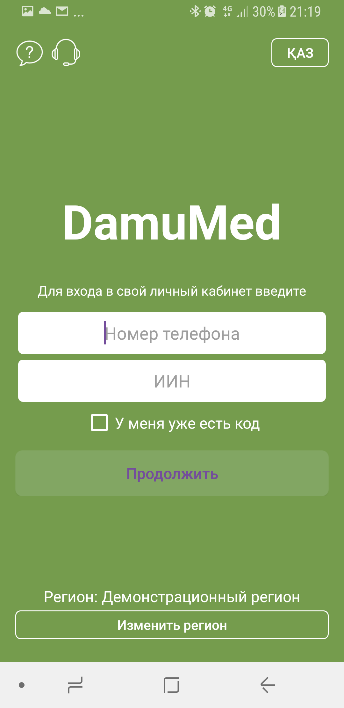 ... 4G 30% 21:19
?
ҚАЗ
DamuMed
Для входа в свой личный кабинет введите
Номер телефона
ИИН
У меня уже есть код
Продолжить
Регион: Демонстрационный регион
Изменить регион